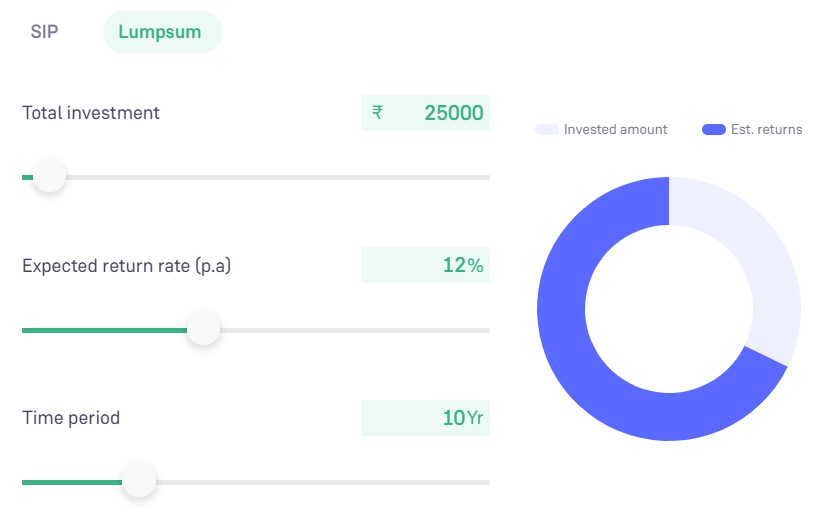 SIP Lumpsum
Total investment ₹ 25000
Invested amount Est. returns
Expected return rate (p.a) 12%
Time period 10Yr